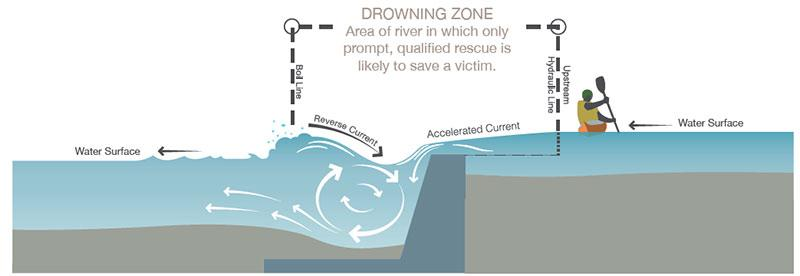 DROWNING ZONE
Area of river in which only
prompt, qualified rescue is
likely to save a victim.
Boil Line
Upstream
Hydraulic Line
Reverse Current
Accelerated Current
Water Surface
Water Surface